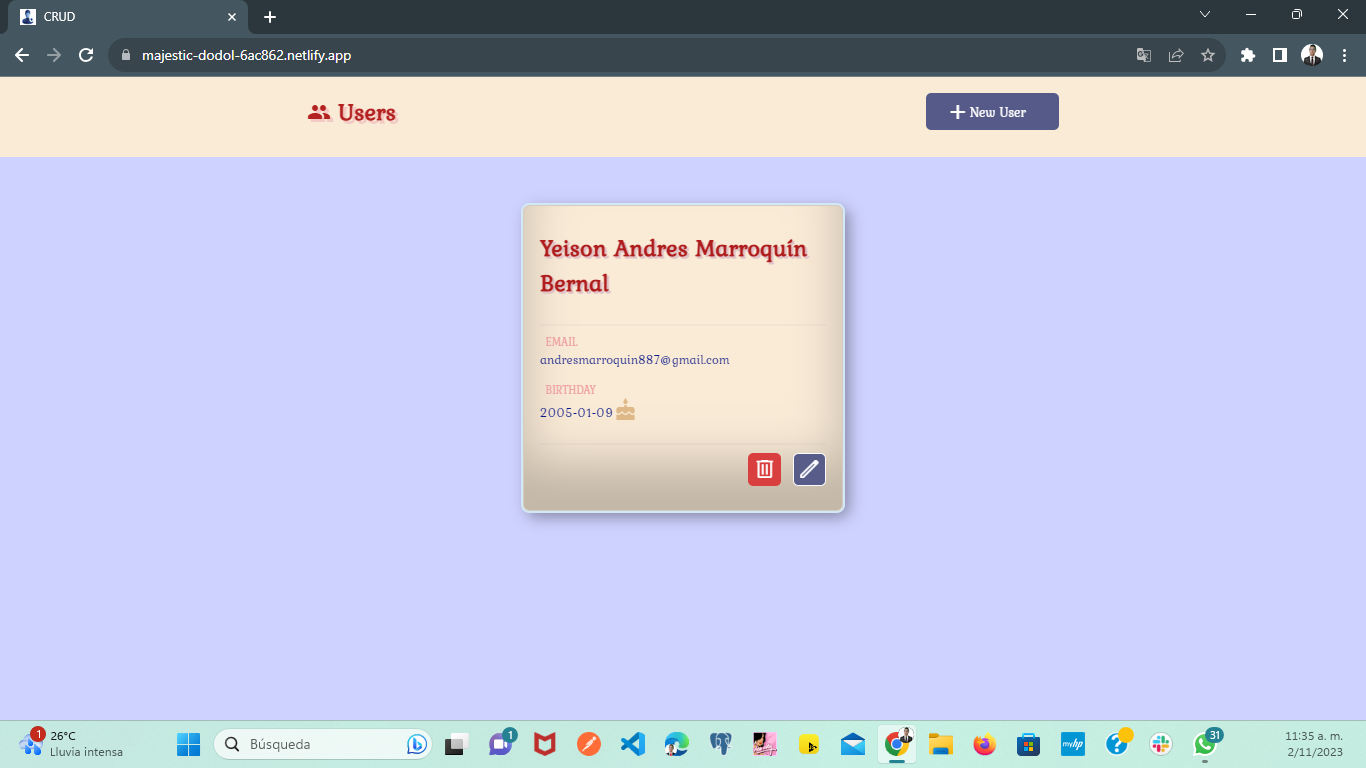 CRUD
majestic-dodol-6ac862.netlify.app
Users
New User
Yeison Andres Marroquín
Bernal
EMAIL
andresmarroquin887@gmail.com
BIRTHDAY
2005-01-09
1
26°C
Lluvia intensa
Búsqueda
1
myhp
31
11:35 a. m.
2/11/2023